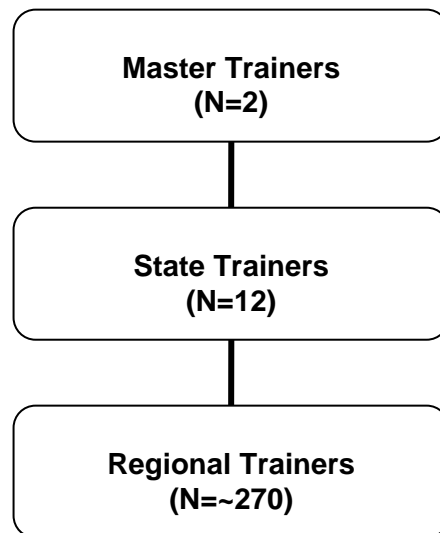 Master Trainers
(N=2)
State Trainers
(N=12)
Regional Trainers
(N=~270)